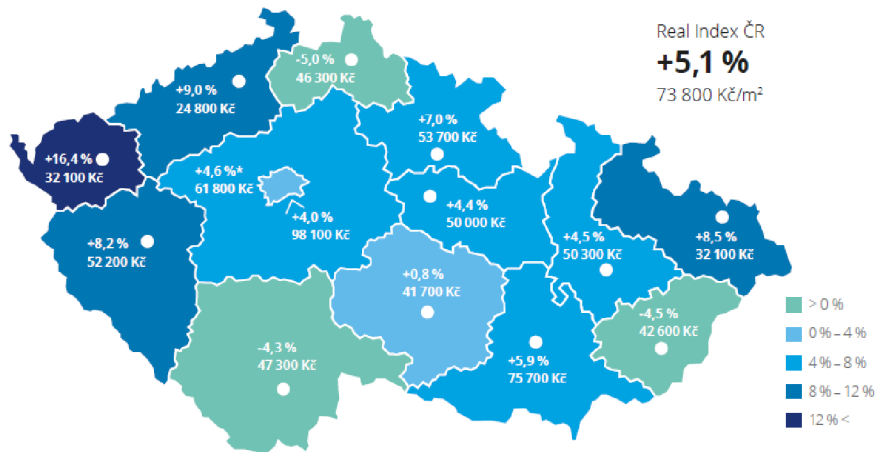 Real Index ČR
+5,1 %
73 800 Kč/m²
-5,0 %
46 300 Kč
+9,0 %
24 800 Kč
+7,0 %
53 700 Kč
+16,4 %
32 100 Kč
+4,6 %*
61 800 Kč
+4,0 %
98 100 Kč
+4,4 %
50 000 Kč
+8,2 %
52 200 Kč
+4,5 %
50 300 Kč
+8,5 %
32 100 Kč
+0,8 %
41 700 Kč
-4,5 %
42 600 Kč
-4,3 %
47 300 Kč
+5,9 %
75 700 Kč
> 0 %
0 % – 4 %
4 % – 8 %
8 % – 12 %
12 % <